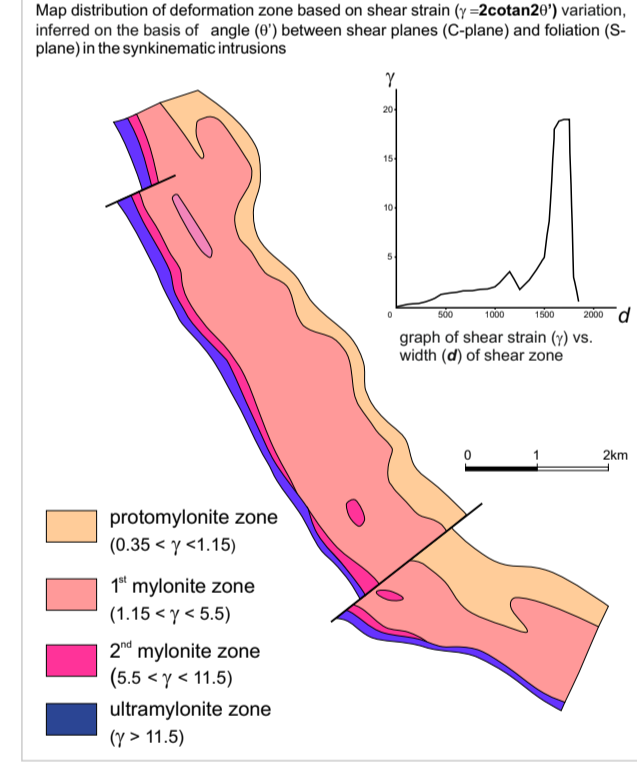 Map distribution of deformation zone based on shear strain (γ =2cotan2θ') variation,
inferred on the basis of angle (θ') between shear planes (C-plane) and foliation (S-
plane) in the synkinematic intrusions
γ
20
15
10
5
0 500 1000 1500 2000 d
graph of shear strain (γ) vs.
width (d) of shear zone
0 1 2km
protomylonite zone
(0.35 < γ <1.15)
1st mylonite zone
(1.15 < γ < 5.5)
2nd mylonite zone
(5.5 < γ < 11.5)
ultramylonite zone
(γ > 11.5)